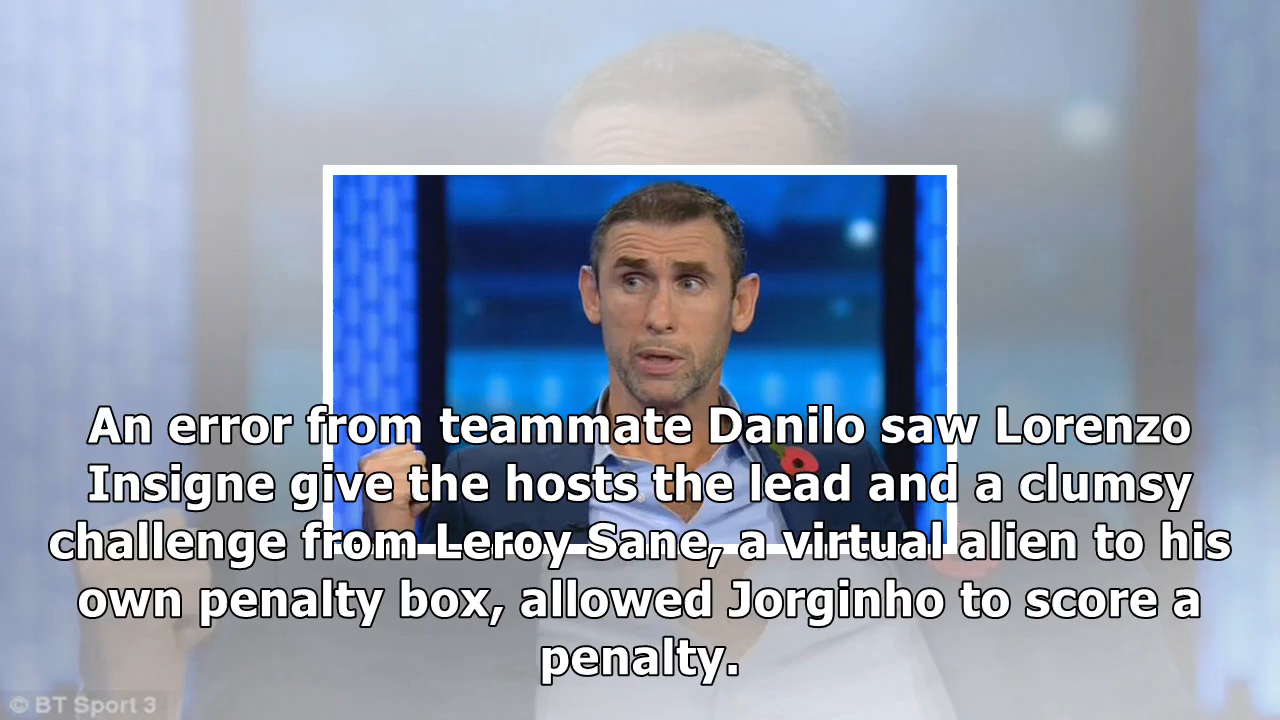 An error from teammate Danilo saw Lorenzo
Insigne give the hosts the lead and a clumsy
challenge from Leroy Sane, a virtual alien to his
own penalty box, allowed Jorginho to score a
penalty.
© BT Sport 3